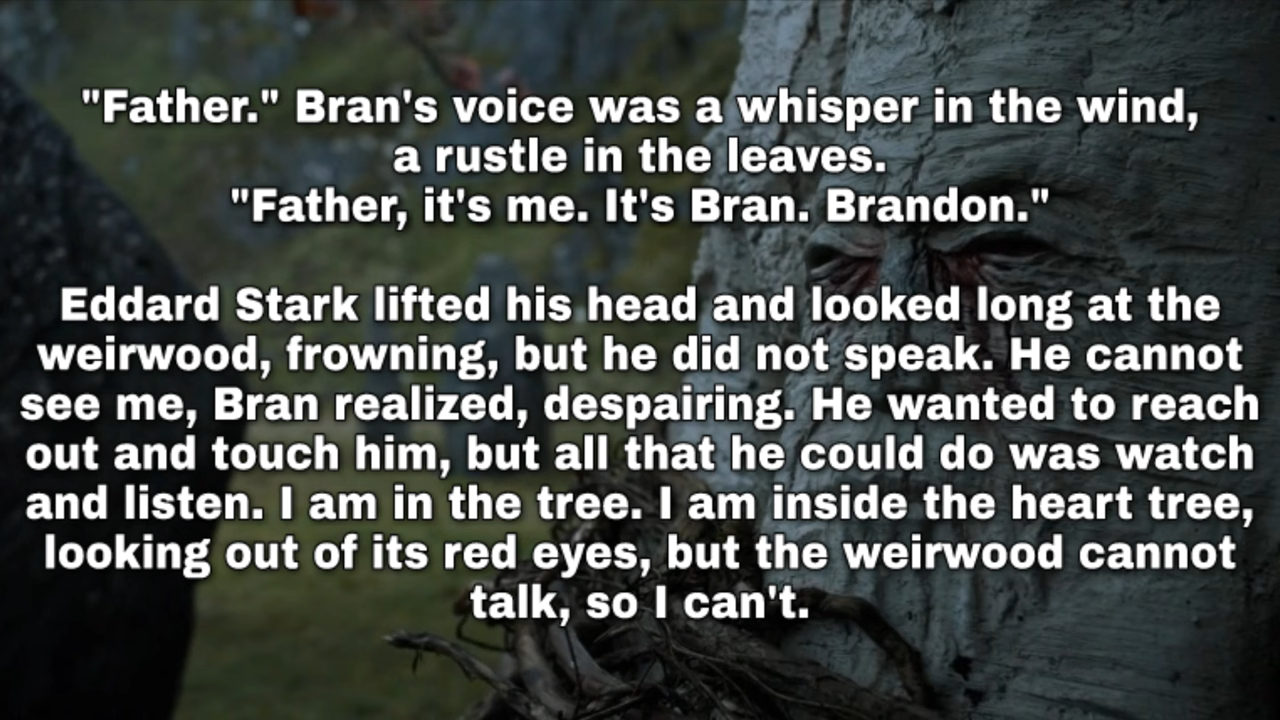 "Father." Bran's voice was a whisper in the wind,
a rustle in the leaves.
"Father, it's me. It's Bran. Brandon."
Eddard Stark lifted his head and looked long at the
weirwood, frowning, but he did not speak. He cannot
see me, Bran realized, despairing. He wanted to reach
out and touch him, but all that he could do was watch
and listen. I am in the tree. I am inside the heart tree,
looking out of its red eyes, but the weirwood cannot
talk, so I can't.